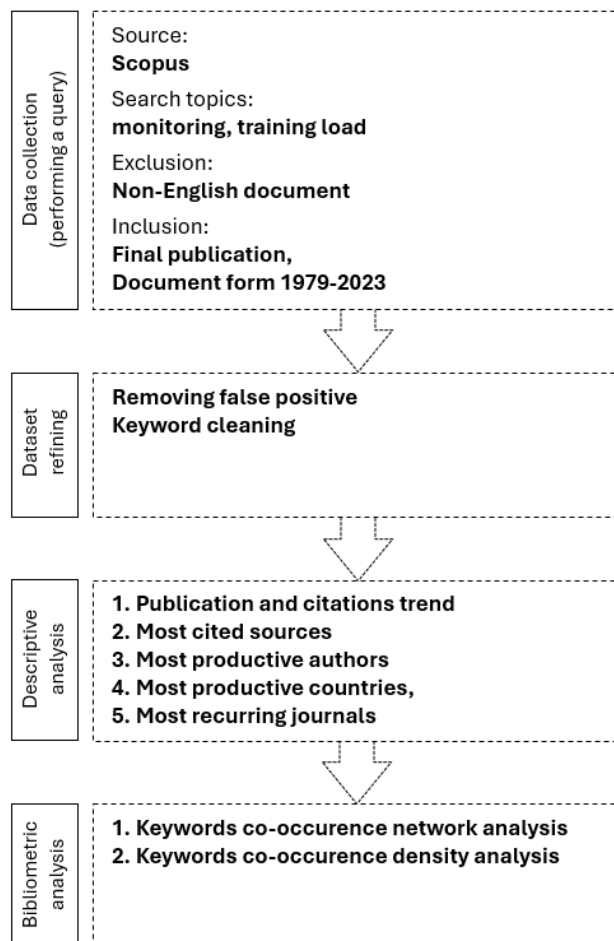 Data collection
(performing a query)
Source:
Scopus
Search topics:
monitoring, training load
Exclusion:
Non-English document
Inclusion:
Final publication,
Document form 1979-2023
Dataset
refining
Removing false positive
Keyword cleaning
Descriptive
analysis
1. Publication and citations trend
2. Most cited sources
3. Most productive authors
4. Most productive countries,
5. Most recurring journals
Bibliometric
analysis
1. Keywords co-occurence network analysis
2. Keywords co-occurence density analysis